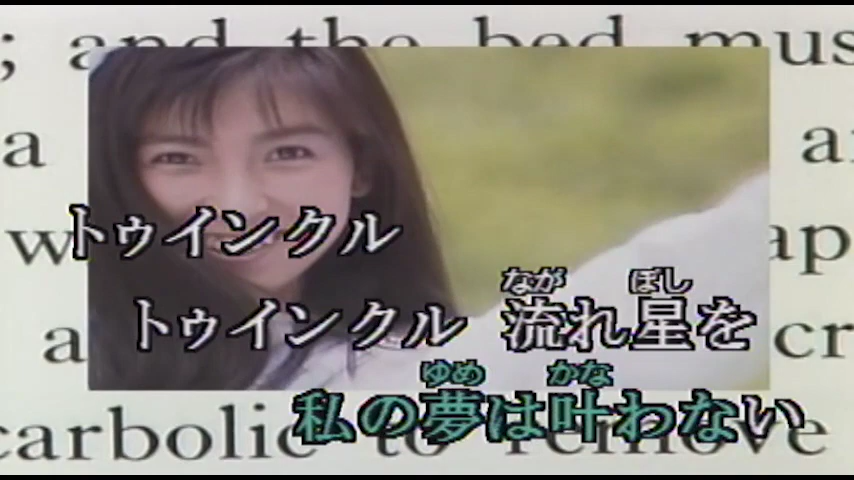 ; and the bed mus
a
トゥインクル
なが ぼし
トゥインクル 流れ星を
ゆめ かな
私の夢は叶わない
carbolic to remove